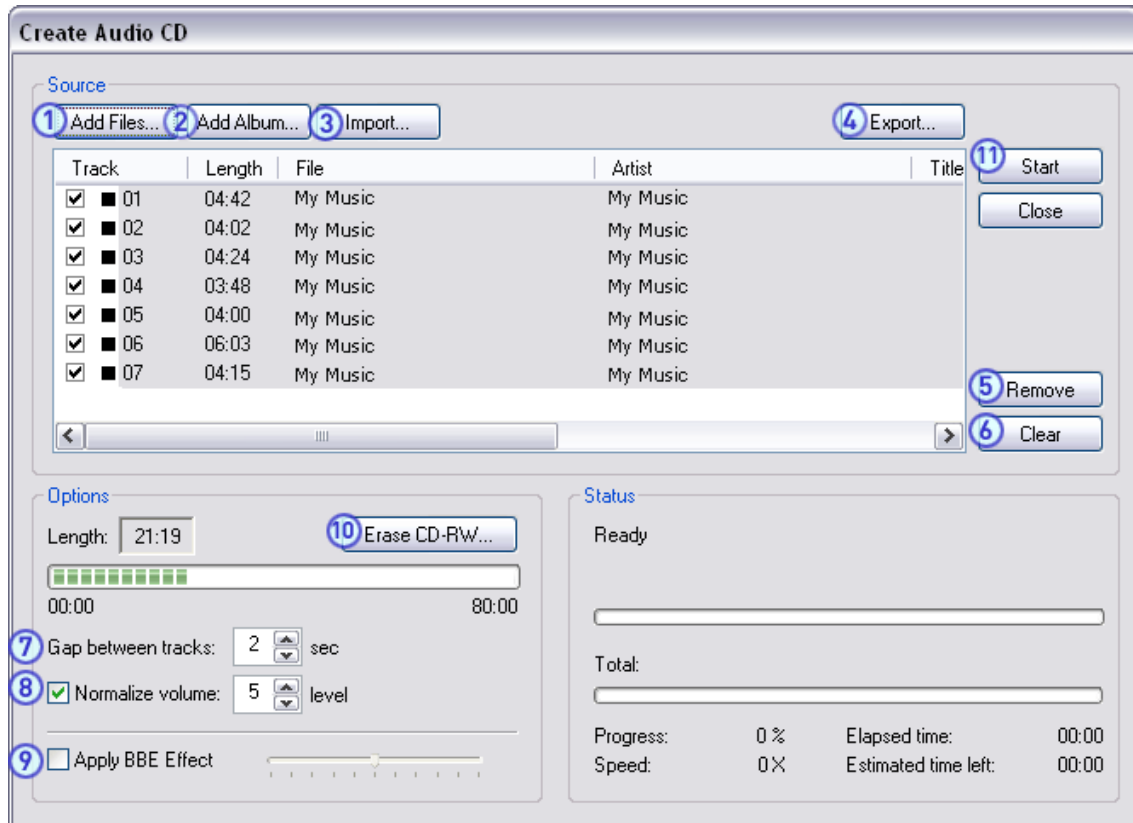 Create Audio CD
Source
1 Add Files... 2 Add Album... 3 Import... 4 Export...
Track Length File Artist Title
11 Start
01 04:42 My Music My Music
Close
02 04:02 My Music My Music
03 04:24 My Music My Music
04 03:48 My Music My Music
05 04:00 My Music My Music
06 06:03 My Music My Music
07 04:15 My Music My Music
5 Remove
6 Clear
Options
Length: 21:19 10 Erase CD-RW...
00:00 80:00
7 Gap between tracks: 2 sec
8 Normalize volume: 5 level
9 Apply BBE Effect
Status
Ready
Total:
Progress: 0 % Elapsed time: 00:00
Speed: 0 X Estimated time left: 00:00